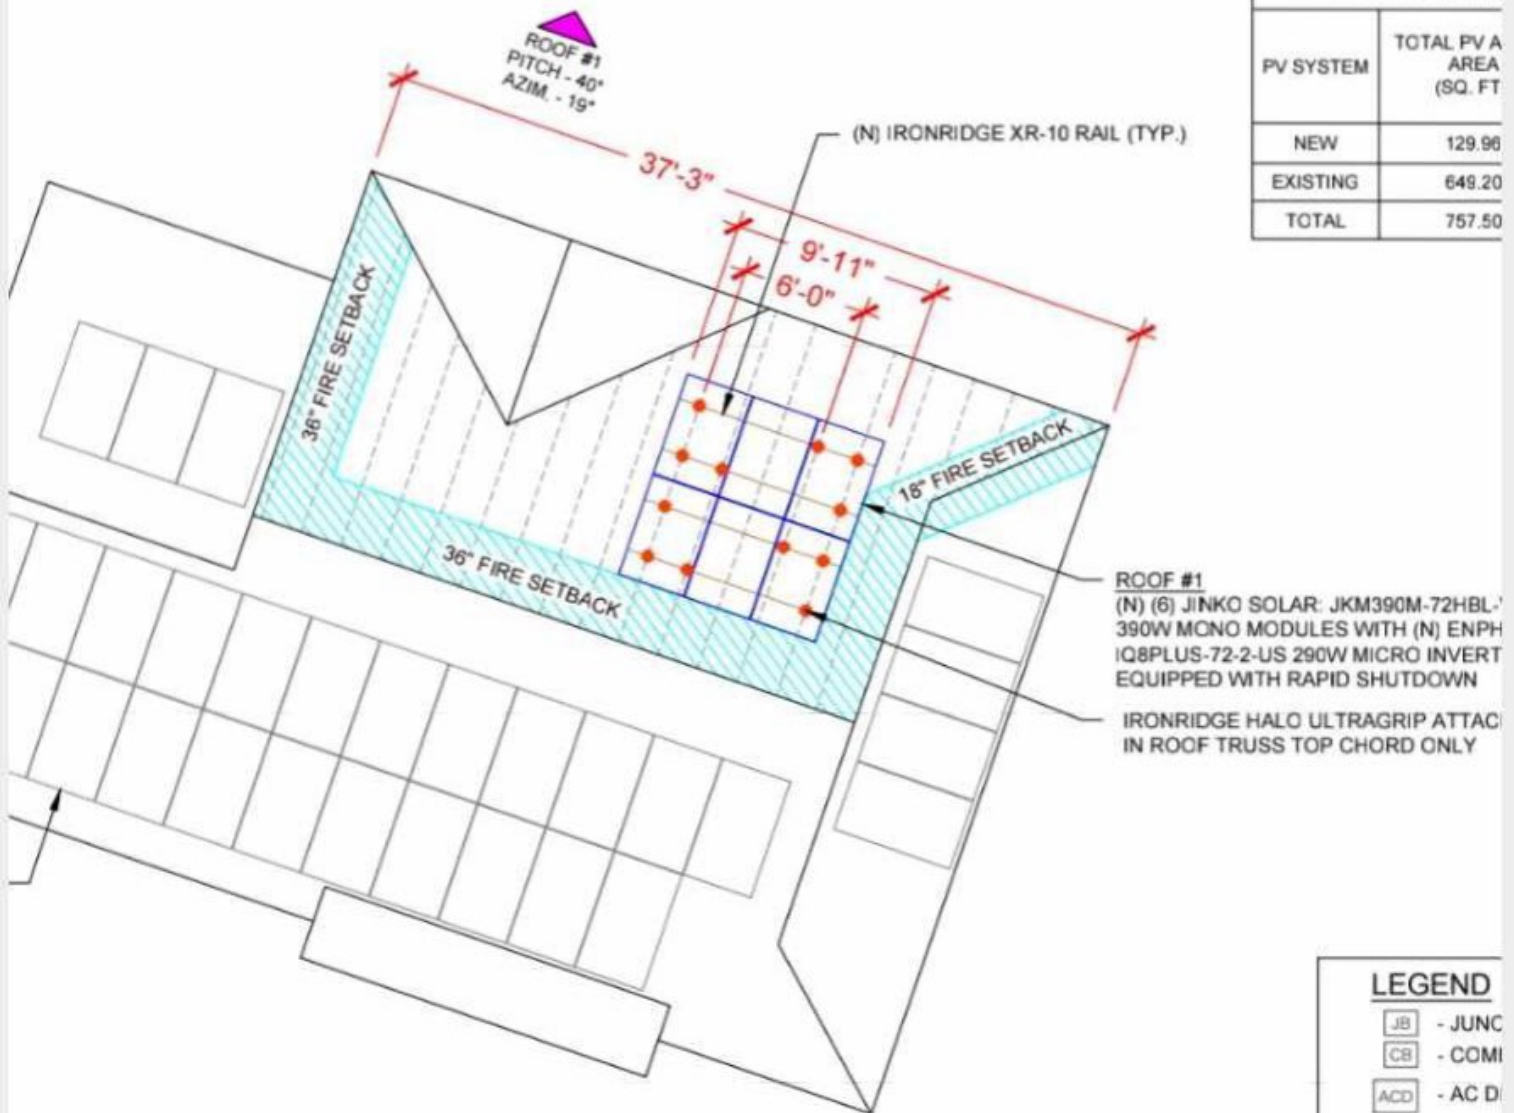 ROOF #1
PITCH - 40°
AZIM. - 19°
37'-3"
(N) IRONRIDGE XR-10 RAIL (TYP.)
9'-11"
6'-0"
36" FIRE SETBACK
18" FIRE SETBACK
36" FIRE SETBACK
PV SYSTEM
TOTAL PV A
AREA
(SQ. FT
NEW 129.96
EXISTING 649.20
TOTAL 757.50
ROOF #1
(N) (6) JINKO SOLAR: JKM390M-72HBL-
390W MONO MODULES WITH (N) ENPH
IQ8PLUS-72-2-US 290W MICRO INVERT
EQUIPPED WITH RAPID SHUTDOWN
IRONRIDGE HALO ULTRAGRIP ATTAC
IN ROOF TRUSS TOP CHORD ONLY
LEGEND
JB - JUNC
CB - COM
ACD - AC D